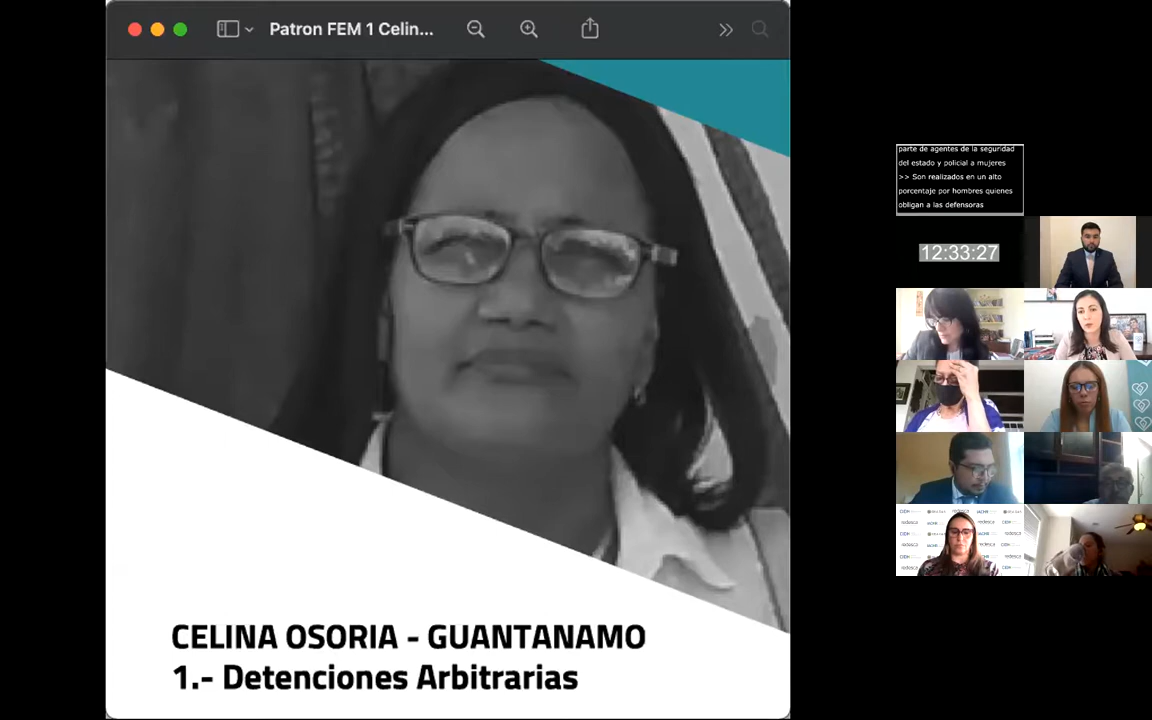 Patron FEM 1 Celin...
CELINA OSORIA - GUANTANAMO
1.- Detenciones Arbitrarias
parte de agentes de la seguridad
del estado y policial a mujeres
>> Son realizados en un alto
porcentaje por hombres quienes
obligan a las defensoras
12:33:27